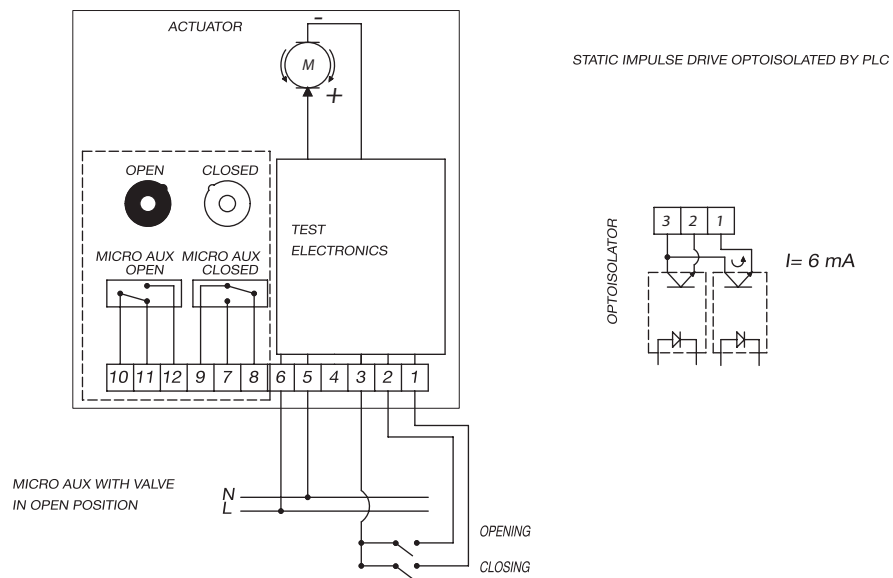 ACTUATOR
-
M
+
STATIC IMPULSE DRIVE OPTOISOLATED BY PLC
OPEN
CLOSED
TEST
ELECTRONICS
MICRO AUX
OPEN
MICRO AUX
CLOSED
10 11 12 9 7 8 6 5 4 3 2 1
3 2 1
OPTOISOLATOR
I= 6 mA
MICRO AUX WITH VALVE
IN OPEN POSITION
N
L
OPENING
CLOSING